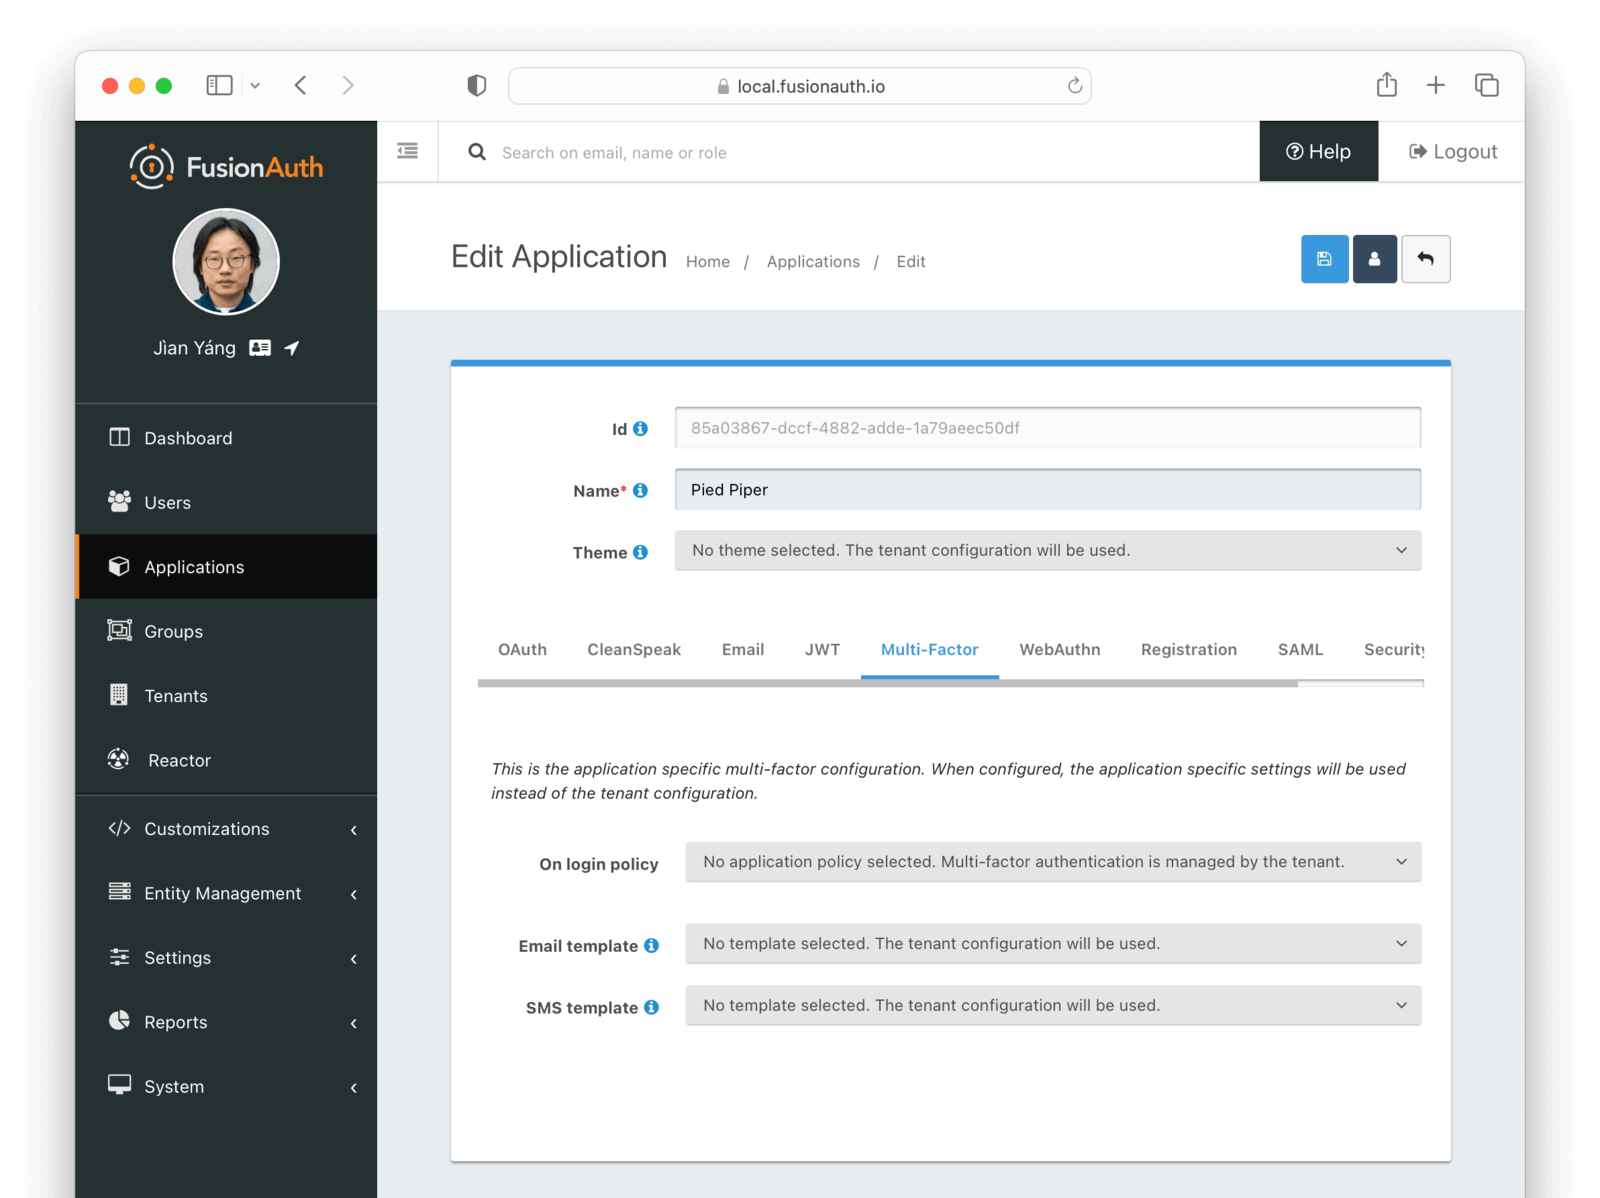 local.fusionauth.io
FusionAuth
Search on email, name or role
Help
Logout
Jìan Yáng
Dashboard
Users
Applications
Groups
Tenants
Reactor
Customizations
Entity Management
Settings
Reports
System
Edit Application
Home / Applications / Edit
Id
85a03867-dccf-4882-adde-1a79aeec50df
Name*
Pied Piper
Theme
No theme selected. The tenant configuration will be used.
OAuth CleanSpeak Email JWT Multi-Factor WebAuthn Registration SAML Security
This is the application specific multi-factor configuration. When configured, the application specific settings will be used
instead of the tenant configuration.
On login policy
No application policy selected. Multi-factor authentication is managed by the tenant.
Email template
No template selected. The tenant configuration will be used.
SMS template
No template selected. The tenant configuration will be used.